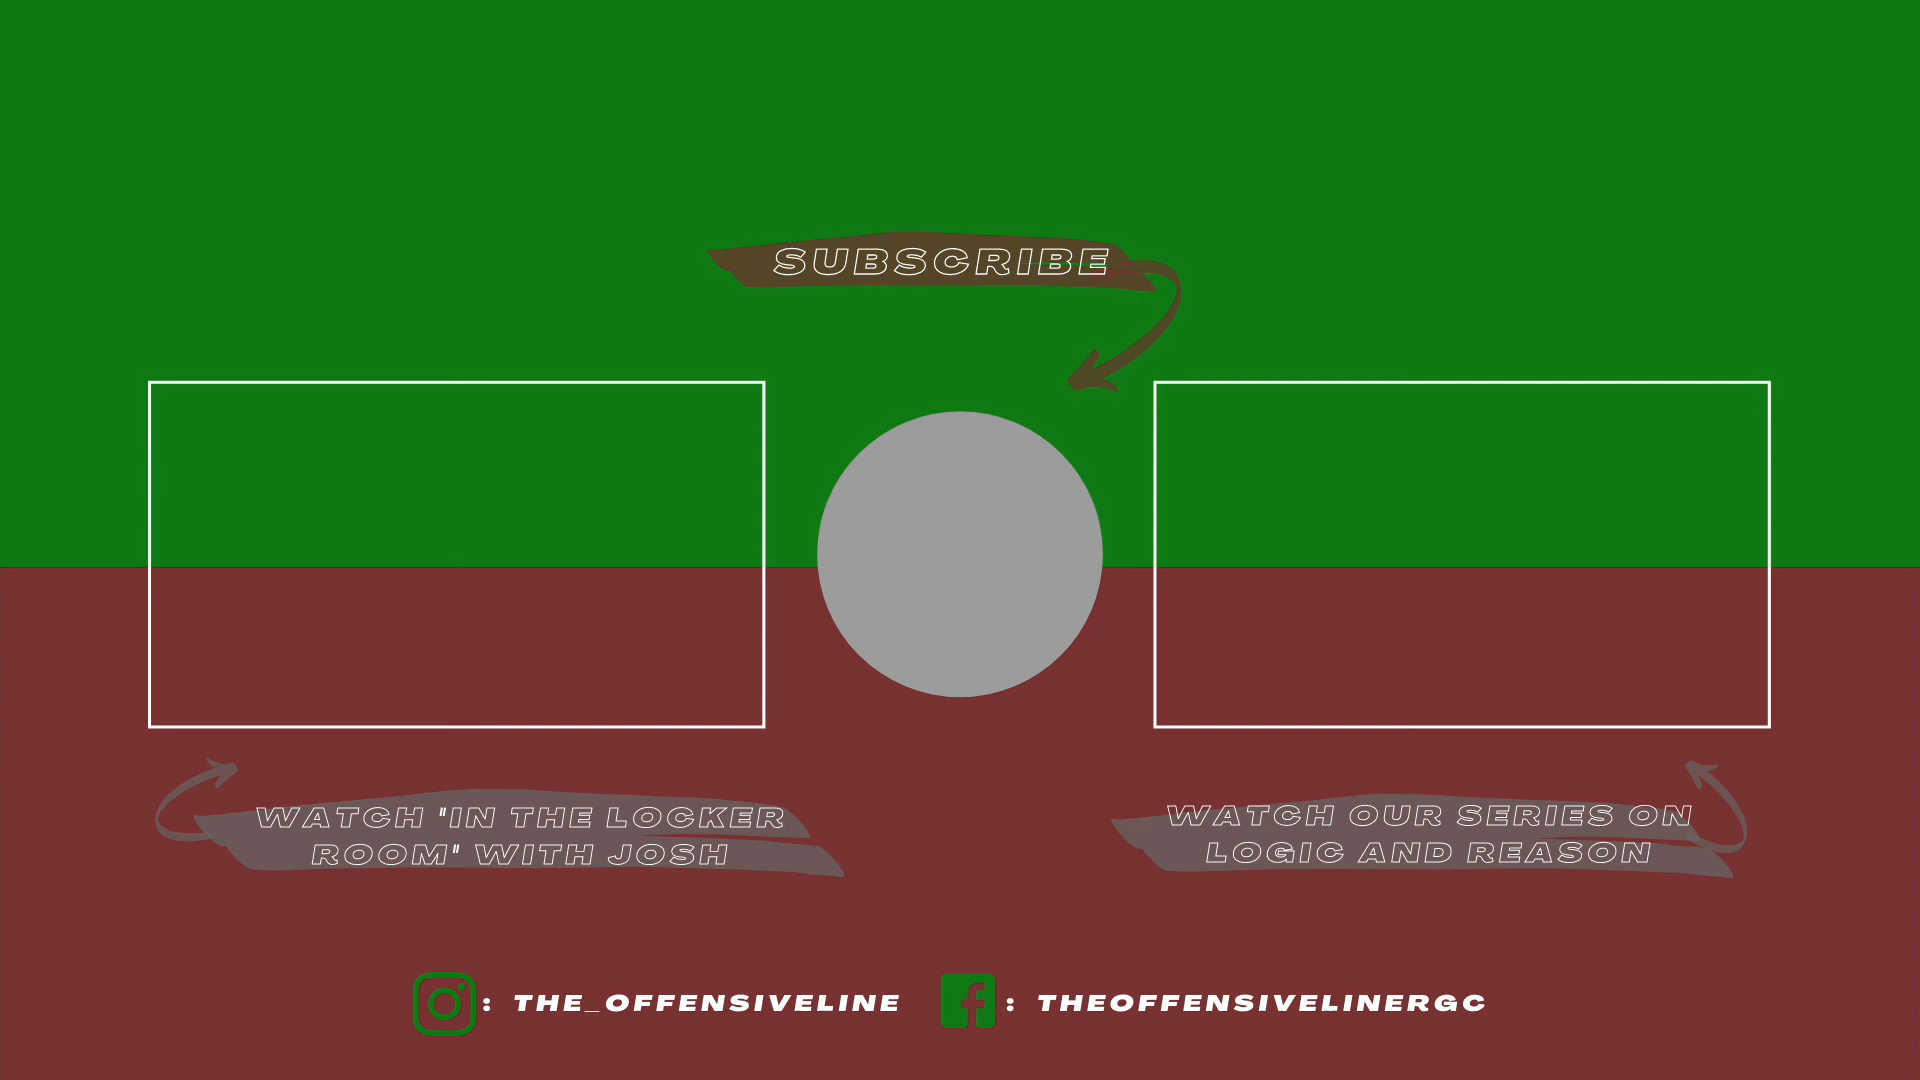 SUBSCRIBE
WATCH "IN THE LOCKER
ROOM" WITH JOSH
WATCH OUR SERIES ON
LOGIC AND REASON
: THE_OFFENSIVELINE
: THEOFFENSIVELINERGC